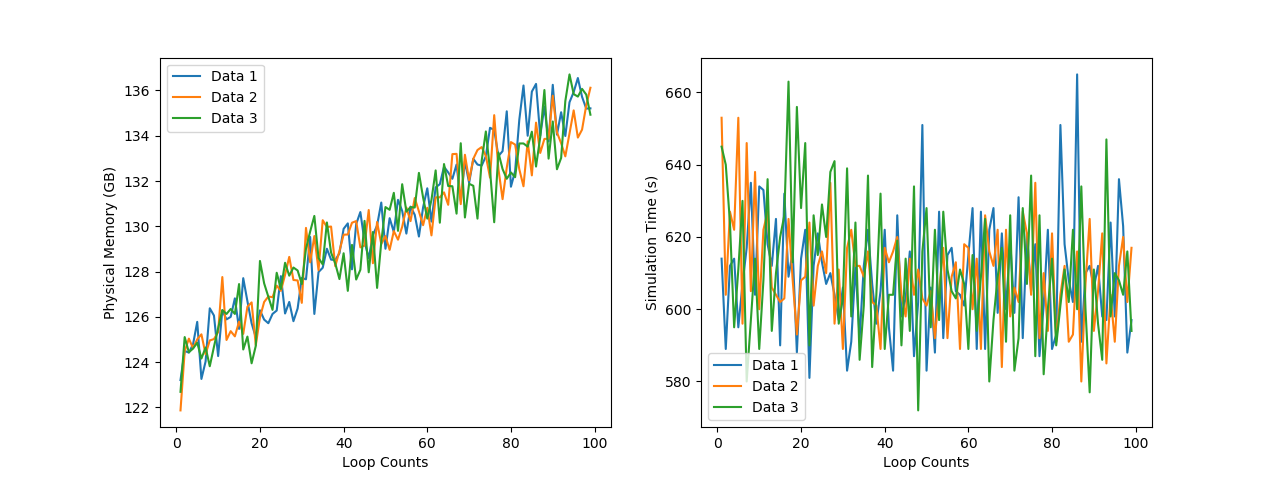 Data 1
Data 2
Data 3
136
134
132
130
128
126
124
122
0 20 40 60 80 100
Physical Memory (GB)
Loop Counts
660
640
620
600
580
Data 1
Data 2
Data 3
0 20 40 60 80 100
Simulation Time (s)
Loop Counts